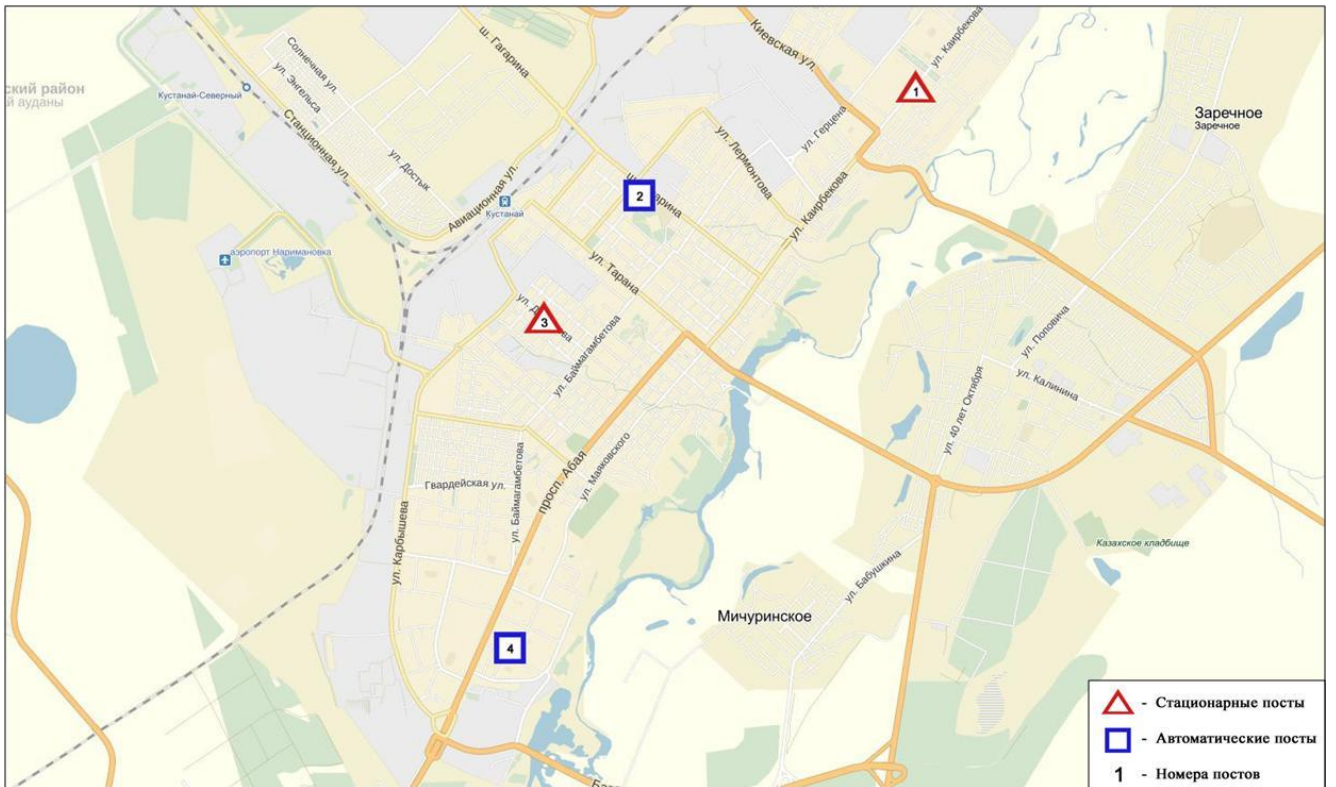 ш. Гагарина
Киевская ул.
ул. Каирбекова
Солнечная ул.
ул. Энгельса
Кустанай-Северный
ский район
й ауданы
1
Заречное
Заречное
Станционная ул.
ул. Герцена
ул. Лермонтова
ул. Достык
Авиационная ул.
Кустанай
2
ул. Каирбекова
аэропорт Наримановка
ул. Тарана
3
ул. Баймагамбетова
ул. Поповича
ул. Калинина
ул. 40 лет Октября
просп. Абая
ул. Маяковского
Гвардейская ул.
ул. Баймагамбетова
ул. Карбышева
Казахское кладбище
ул. Бабушкина
Мичуринское
4
- Стационарные посты
- Автоматические посты
1 - Номера постов